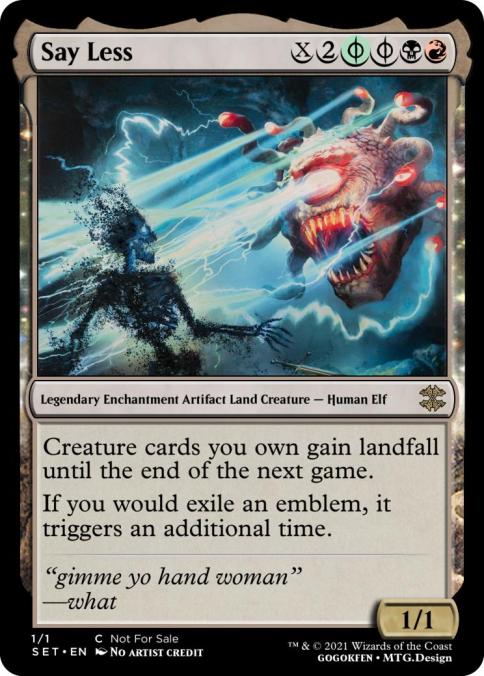 Say Less X2
Legendary Enchantment Artifact Land Creature — Human Elf
Creature cards you own gain landfall
until the end of the next game.
If you would exile an emblem, it
triggers an additional time.
“gimme yo hand woman”
—what
1/1
1/1 C Not For Sale
SET • EN No ARTIST CREDIT
™ & © 2021 Wizards of the Coast
GOGOKFEN • MTG.Design